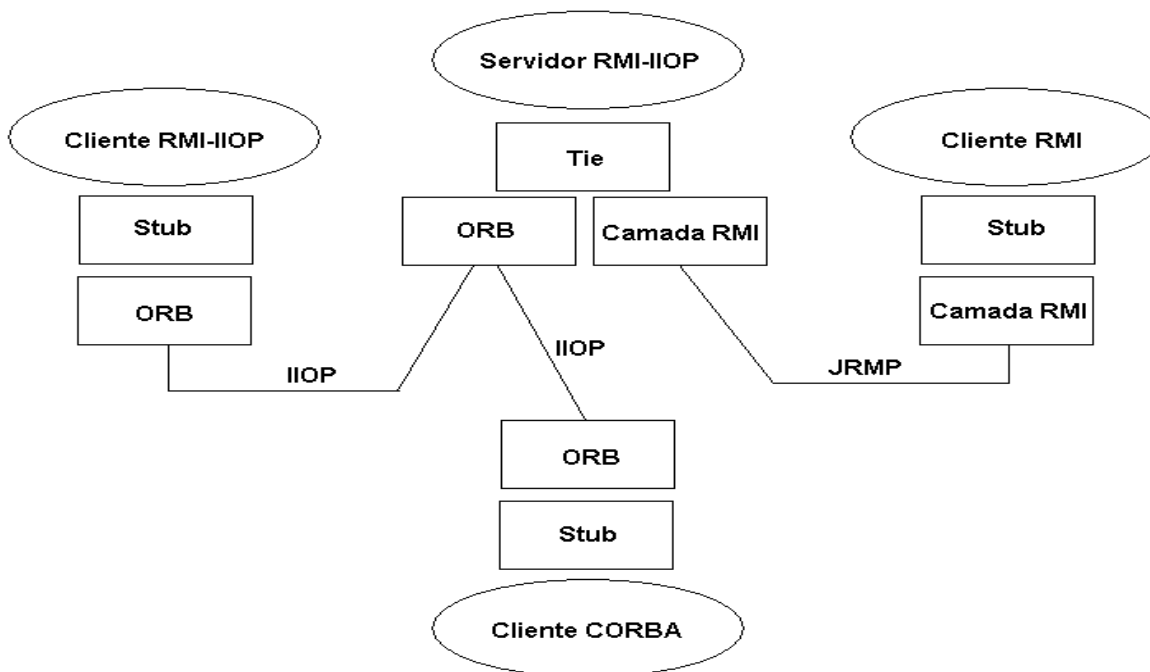 Servidor RMI-IIOP
Cliente RMI-IIOP
Cliente RMI
Tie
Stub
ORB
Camada RMI
Stub
ORB
Camada RMI
IIOP
IIOP
JRMP
ORB
Stub
Cliente CORBA